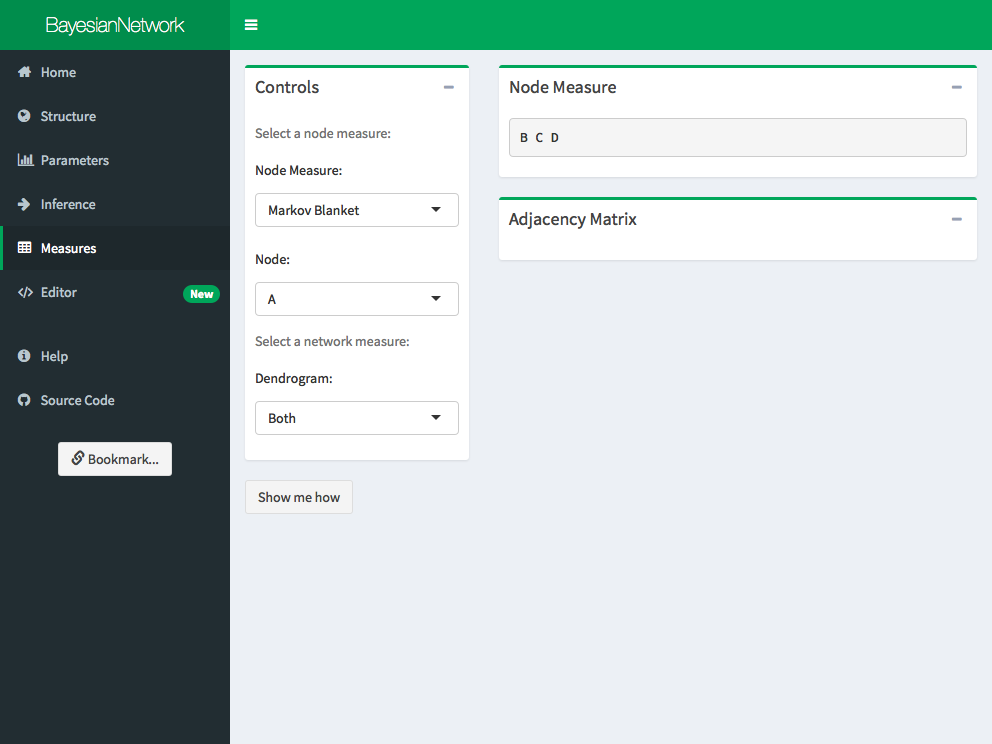 BayesianNetwork
Home
Structure
Parameters
Inference
Measures
Editor
New
Help
Source Code
Bookmark...
Controls
Select a node measure:
Node Measure:
Markov Blanket
Node:
A
Select a network measure:
Dendrogram:
Both
Show me how
Node Measure
B C D
Adjacency Matrix